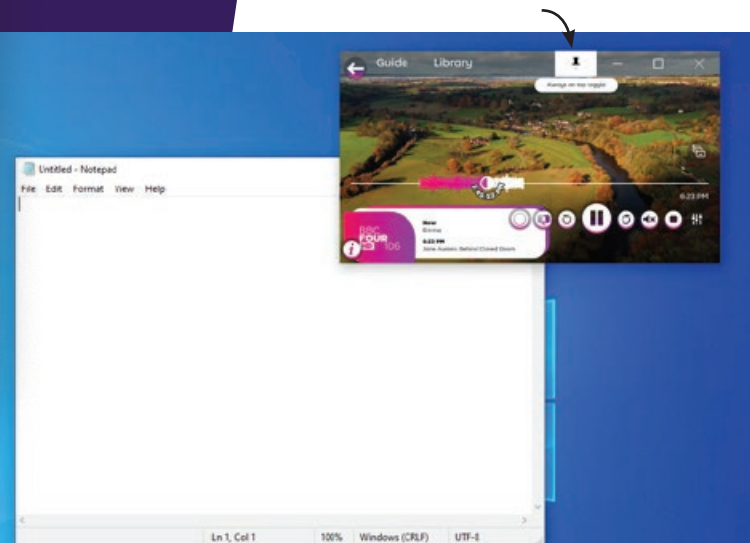 Guide Library
Always on top toggle
Untitled - Notepad
File Edit Format View Help
6:23 PM
BBC
FOUR
HD 106
Now
Emma
6:23 PM
Jane Austen: Behind Closed Doors
Ln 1, Col 1 100% Windows (CRLF) UTF-8